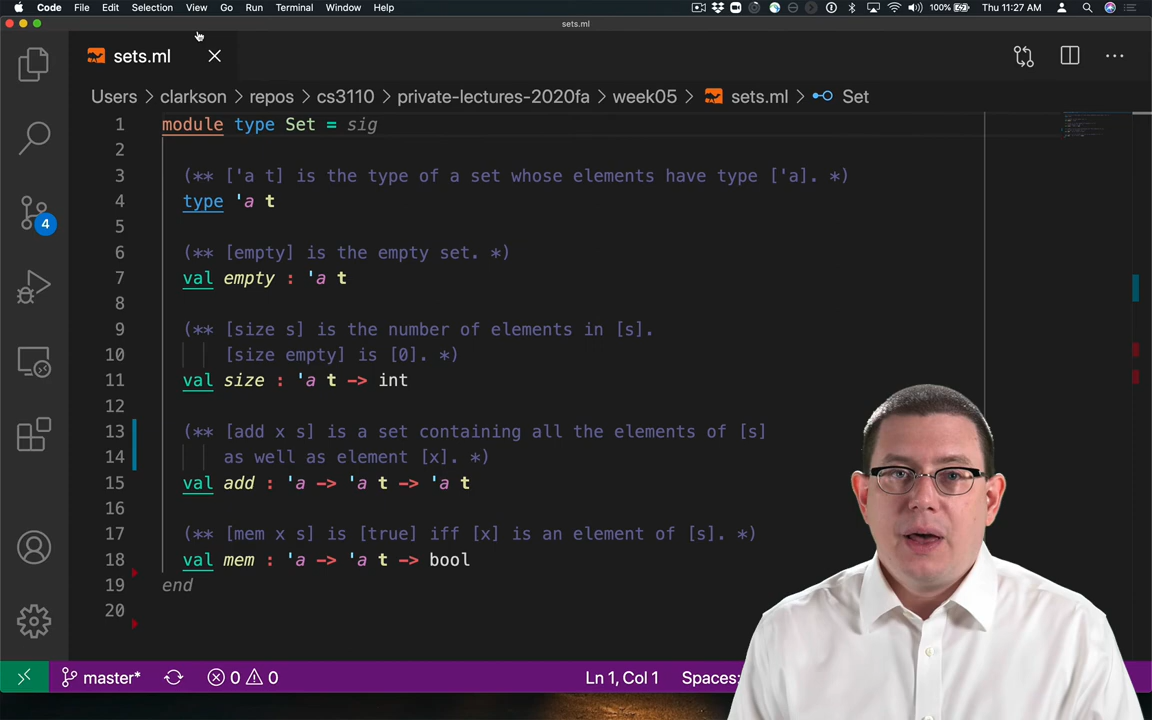 Code File Edit Selection View Go Run Terminal Window Help 100% Thu 11:27 AM
sets.ml
sets.ml
Users > clarkson > repos > cs3110 > private-lectures-2020fa > week05 > sets.ml > Set
1 module type Set = sig
2
3 (** ['a t] is the type of a set whose elements have type ['a]. *)
4 type 'a t
5
6 (** [empty] is the empty set. *)
7 val empty : 'a t
8
9 (** [size s] is the number of elements in [s].
10 [size empty] is [0]. *)
11 val size : 'a t -> int
12
13 (** [add x s] is a set containing all the elements of [s]
14 as well as element [x]. *)
15 val add : 'a -> 'a t -> 'a t
16
17 (** [mem x s] is [true] iff [x] is an element of [s]. *)
18 val mem : 'a -> 'a t -> bool
19 end
20
4
master* 0 0 Ln 1, Col 1 Spaces: